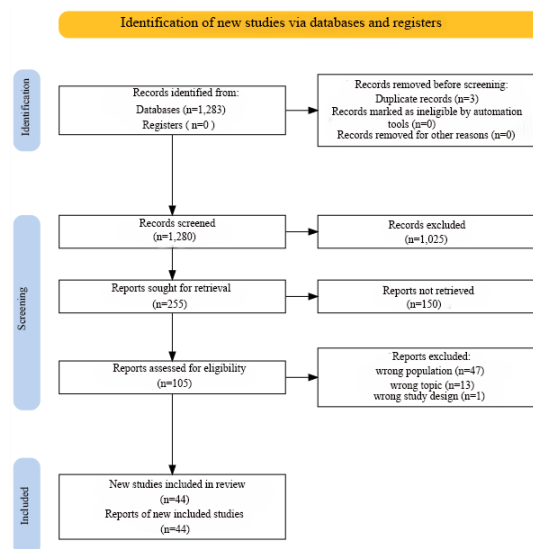 Identification of new studies via databases and registers
Identification
Records identified from:
Databases (n=1,283)
Registers ( n=0 )
Records removed before screening:
Duplicate records (n=3)
Records marked as ineligible by automation
tools (n=0)
Records removed for other reasons (n=0)
Screening
Records screened
(n=1,280)
Records excluded
(n=1,025)
Reports sought for retrieval
(n=255)
Reports not retrieved
(n=150)
Reports assessed for eligibility
(n=105)
Reports excluded:
wrong population (n=47)
wrong topic (n=13)
wrong study design (n=1)
Included
New studies included in review
(n=44)
Reports of new included studies
(n=44)